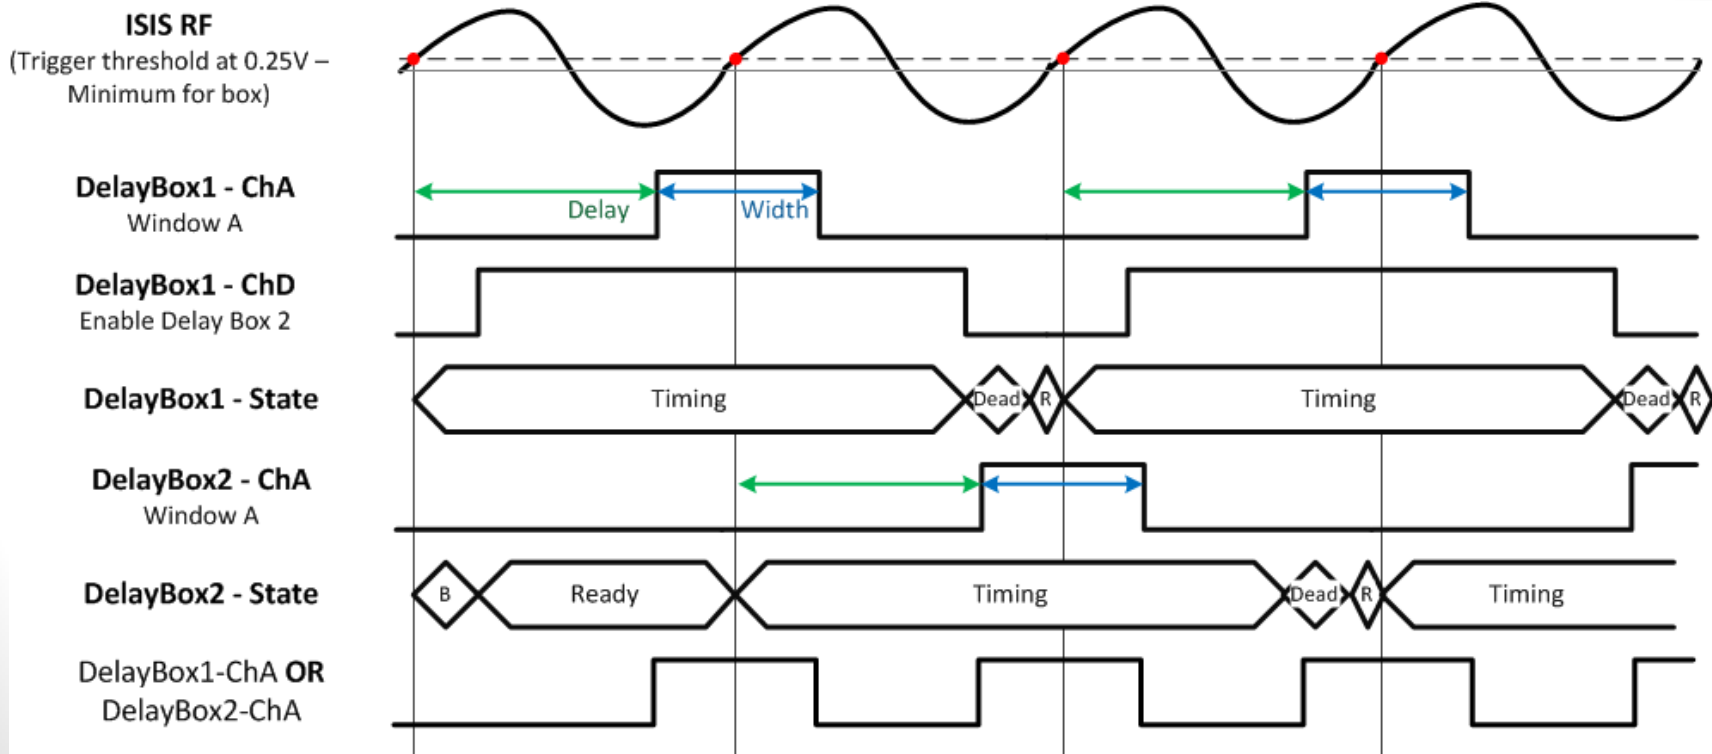 ISIS RF
(Trigger threshold at 0.25V –
Minimum for box)
DelayBox1 - ChA
Window A
Delay
Width
DelayBox1 - ChD
Enable Delay Box 2
DelayBox1 - State
Timing
Dead
R
Timing
Dead
R
DelayBox2 - ChA
Window A
DelayBox2 - State
B
Ready
Timing
Dead
R
Timing
DelayBox1-ChA OR
DelayBox2-ChA